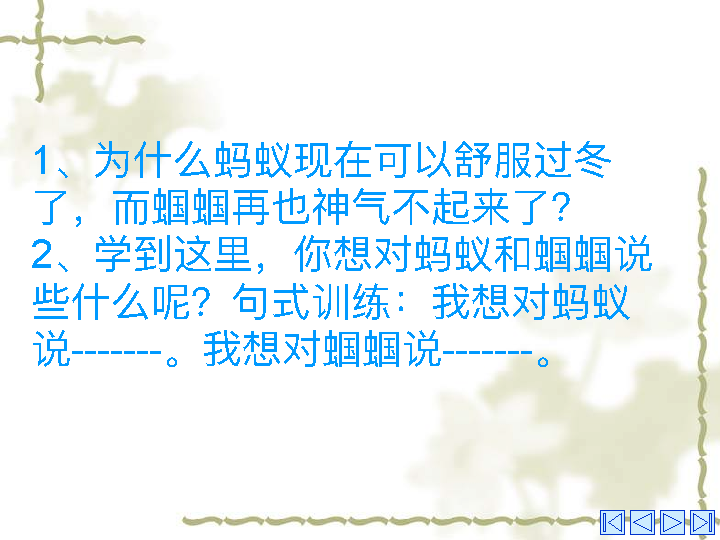 1、为什么蚂蚁现在可以舒服过冬
了，而蝈蝈再也神气不起来了？
2、学到这里，你想对蚂蚁和蝈蝈说
些什么呢？句式训练：我想对蚂蚁
说-------。我想对蝈蝈说-------。